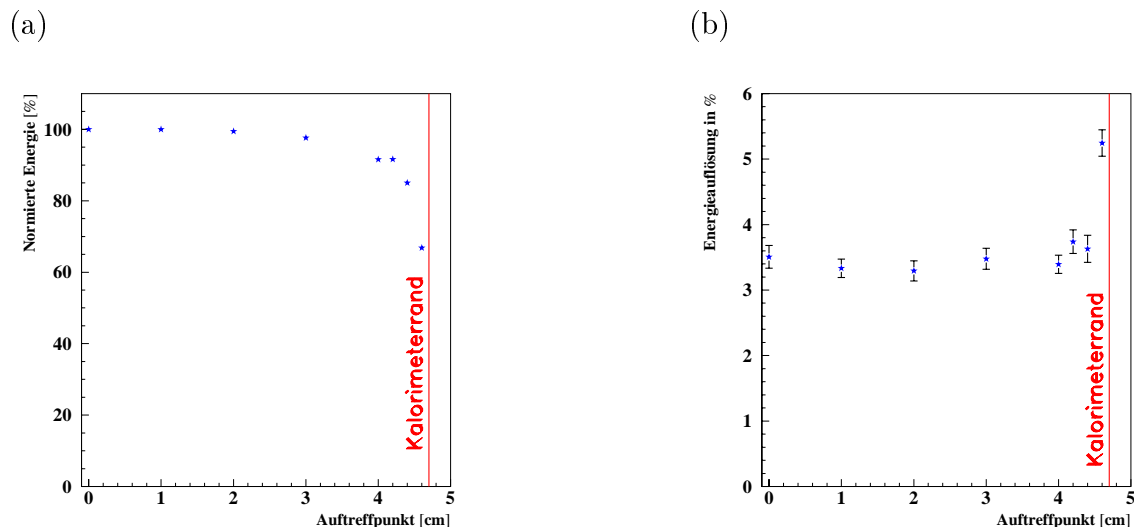 (a)
Normierte Energie [%]
100
80
60
40
20
0
0 1 2 3 4 5
Auftreffpunkt [cm]
Kalorimeterrand
(b)
Energieauflösung in %
6
5
4
3
2
1
0
0 1 2 3 4 5
Auftreffpunkt [cm]
Kalorimeterrand